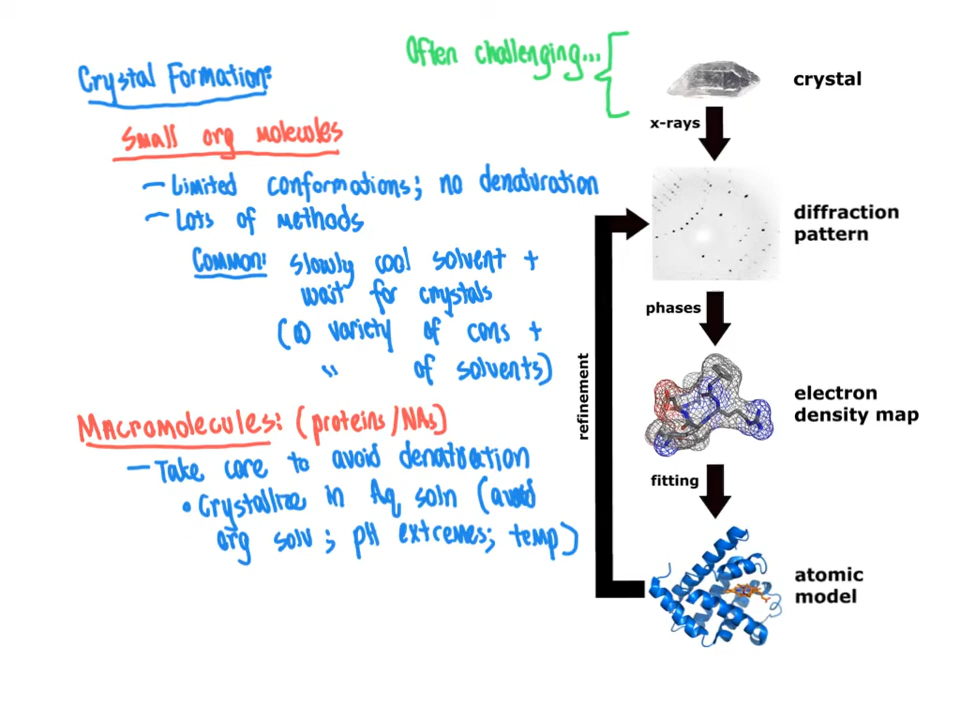 Often challenging...
Crystal Formation:
Small org molecules
- Limited conformations; no denaturation
- Lots of methods
Common: slowly cool solvent +
wait for crystals
(@ variety of cons +
" of solvents)
Macromolecules: (proteins/NAs)
- Take care to avoid denaturation
• Crystallize in Aq soln (avoid
org solv; pH extremes; temp)
crystal
x-rays
diffraction
pattern
phases
refinement
electron
density map
fitting
atomic
model